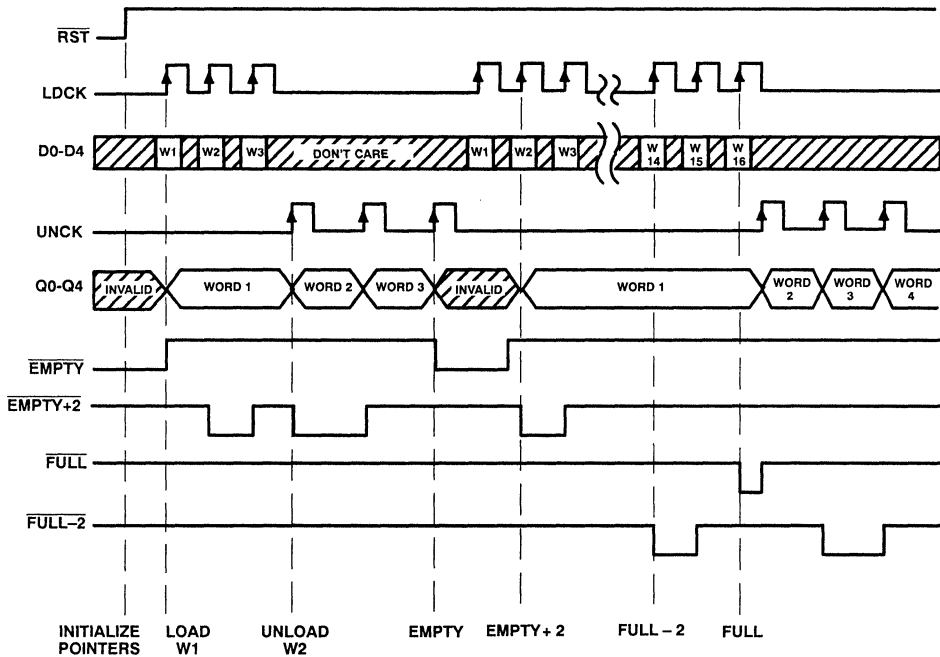 RST
LDCK
D0-D4 W1 W2 W3 DON'T CARE W1 W2 W3 W 14 W 15 W 16
UNCK
Q0-Q4 INVALID WORD 1 WORD 2 WORD 3 INVALID WORD 1 WORD 2 WORD 3 WORD 4
EMPTY
EMPTY+2
FULL
FULL–2
INITIALIZE LOAD UNLOAD EMPTY EMPTY + 2 FULL – 2 FULL
POINTERS W1 W2